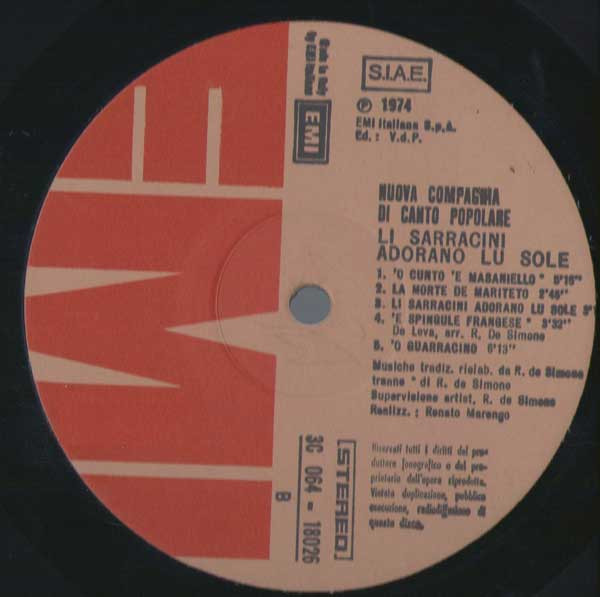 Made in Italy
by EMI Italiana
EMI
S.I.A.E.
℗ 1974
EMI Italiana S.p.A.
Ed.: V.d.P.
NUOVA COMPAGNIA
DI CANTO POPOLARE
LI SARRACINI
ADORANO LU SOLE
1. 'O CUNTO 'E MASANIELLO * 5'16"
2. LA MORTE DE MARITETO 2'46"
3. LI SARRACINI ADORANO LU SOLE
4. 'E SPINGULE FRANGESE * 3'32"
De Leva, arr. R. De Simone
5. 'O GUARRACINO 6'13"
Musiche tradiz. rielab. da R. de Simone
tranne * di R. de Simone
Supervisione artist. R. de Simone
Realizz.: Renato Marengo
[STEREO]
3C 064 - 18026
B
Riservati tutti i diritti del pro-
duttore fonografico e del pro-
prietario dell'opera riprodotta.
Vietata duplicazione, pubblica
esecuzione, radiodiffusione di
questo disco.
EMI